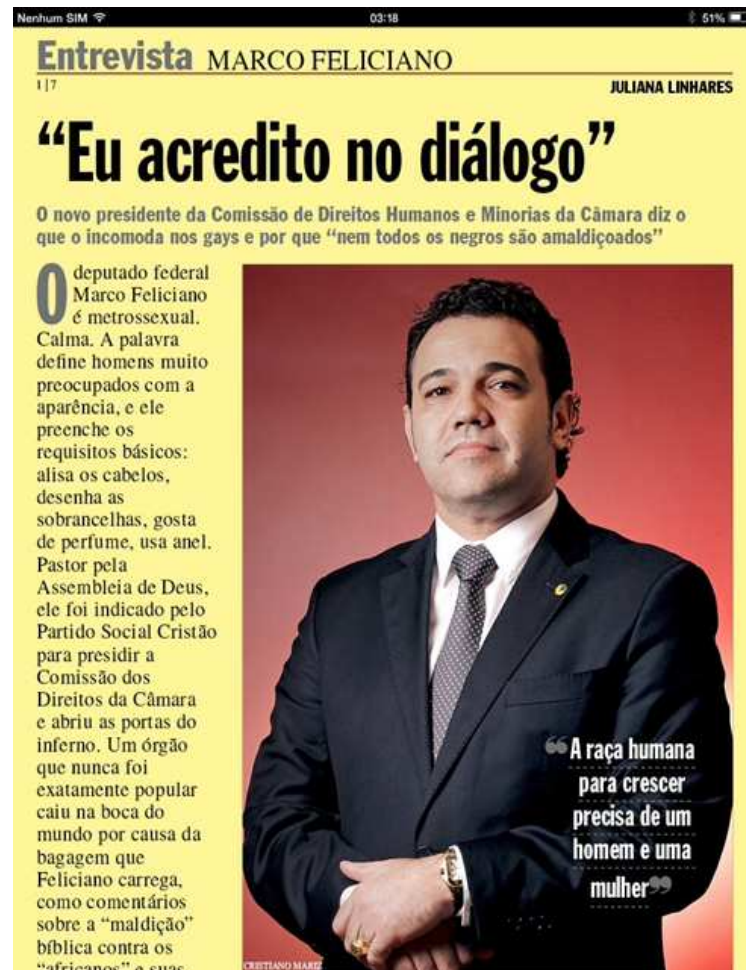 Nenhum SIM 03:18 51%
Entrevista MARCO FELICIANO
1|7
JULIANA LINHARES
“Eu acredito no diálogo”
O novo presidente da Comissão de Direitos Humanos e Minorias da Câmara diz o
que o incomoda nos gays e por que “nem todos os negros são amaldiçoados”
O deputado federal
Marco Feliciano
é metrossexual.
Calma. A palavra
define homens muito
preocupados com a
aparência, e ele
preenche os
requisitos básicos:
alisa os cabelos,
desenha as
sobrancelhas, gosta
de perfume, usa anel.
Pastor pela
Assembleia de Deus,
ele foi indicado pelo
Partido Social Cristão
para presidir a
Comissão dos
Direitos da Câmara
e abriu as portas do
inferno. Um órgão
que nunca foi
exatamente popular
caiu na boca do
mundo por causa da
bagagem que
Feliciano carrega,
como comentários
sobre a “maldição”
bíblica contra os
“africanos” e suas
“A raça humana
para crescer
precisa de um
homem e uma
mulher”
CRISTIANO MARIZ